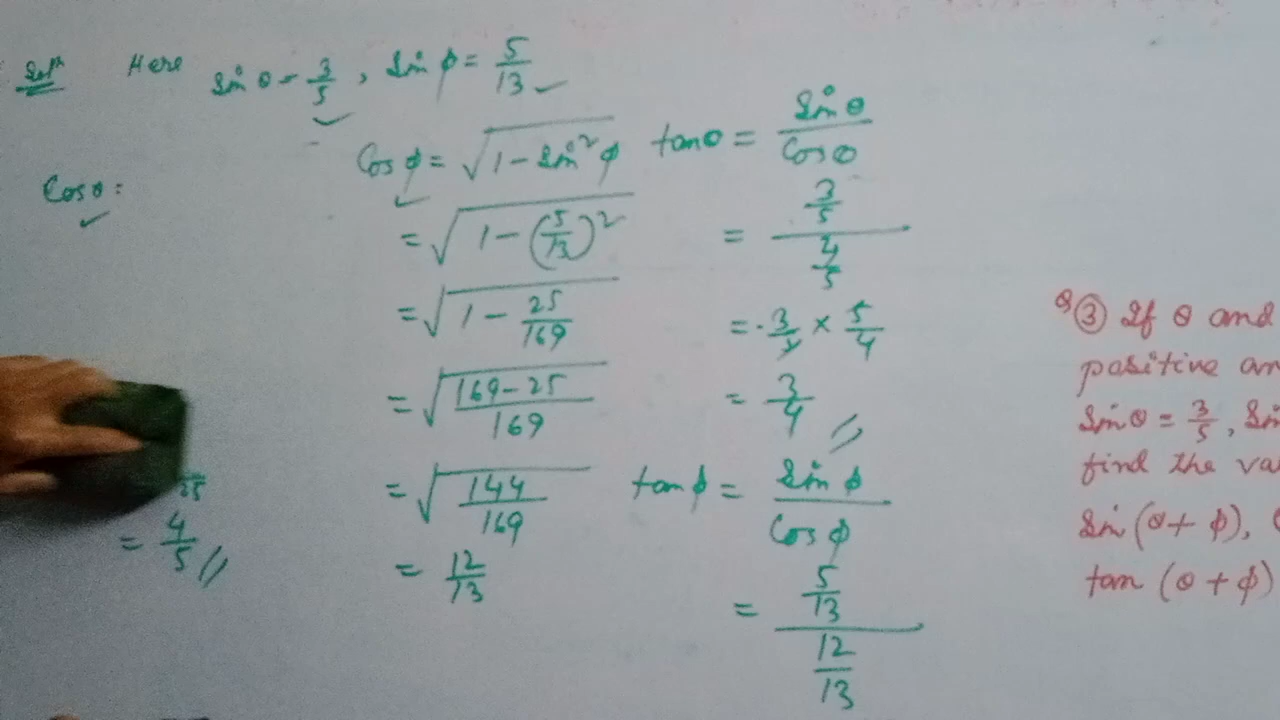 Solⁿ Here sin θ = 3/5, sin ϕ = 5/13
Cos θ =
= 4/5 //
Cos ϕ = √(1 - sin² ϕ)
= √(1 - (5/13)²)
= √(1 - 25/169)
= √((169-25)/169)
= √(144/169)
= 12/13
tan θ = sin θ / Cos θ
= (3/5) / (4/5)
= 3/5 × 5/4
= 3/4 //
tan ϕ = sin ϕ / Cos ϕ
= (5/13) / (12/13)
Q ③ If θ and
positive an
sin θ = 3/5, sin
find the va
sin (θ + ϕ),
tan (θ + ϕ)